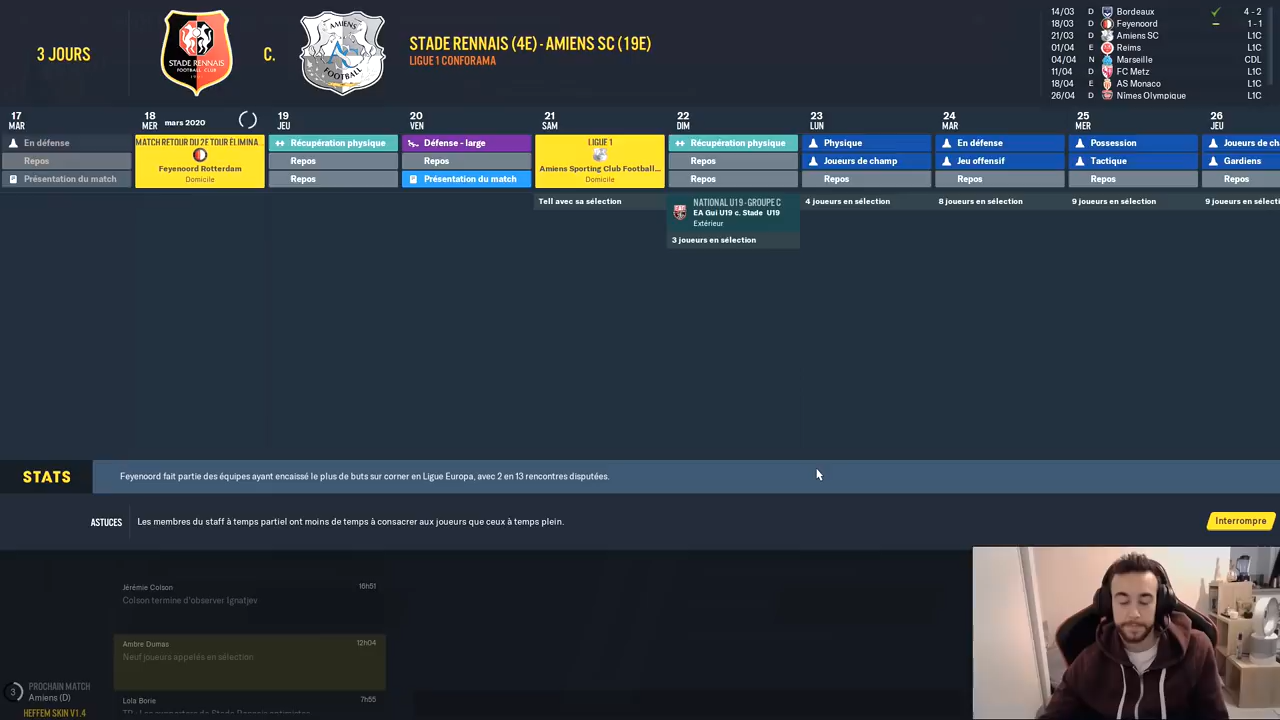 3 JOURS
STADE RENNAIS
FOOTBALL CLUB
C.
AMIENS
FOOTBALL
STADE RENNAIS (4E) - AMIENS SC (19E)
LIGUE 1 CONFORAMA
14/03 D Bordeaux 4 - 2
18/03 D Feyenoord 1 - 1
21/03 D Amiens SC L1C
01/04 E Reims L1C
04/04 N Marseille CDL
11/04 D FC Metz L1C
18/04 E AS Monaco L1C
26/04 D Nîmes Olympique L1C
17 MAR
18 MER mars 2020
19 JEU
20 VEN
21 SAM
22 DIM
23 LUN
24 MAR
25 MER
26 JEU
En défense
Repos
Présentation du match
MATCH RETOUR DU 2E TOUR ÉLIMINA...
Feyenoord Rotterdam
Domicile
Récupération physique
Repos
Repos
Défense - large
Repos
Présentation du match
LIGUE 1
Amiens Sporting Club Football...
Domicile
Tell avec sa sélection
Récupération physique
Repos
Repos
NATIONAL U19 - GROUPE C
EA Gui U19 c. Stade U19
Extérieur
3 joueurs en sélection
Physique
Joueurs de champ
Repos
4 joueurs en sélection
En défense
Jeu offensif
Repos
8 joueurs en sélection
Possession
Tactique
Repos
9 joueurs en sélection
Joueurs de ch
Gardiens
Repos
9 joueurs en sélecti
STATS
Feyenoord fait partie des équipes ayant encaissé le plus de buts sur corner en Ligue Europa, avec 2 en 13 rencontres disputées.
ASTUCES
Les membres du staff à temps partiel ont moins de temps à consacrer aux joueurs que ceux à temps plein.
Interrompre
Jérémie Colson 16h51
Colson termine d'observer Ignatjev
Ambre Dumas 12h04
Neuf joueurs appelés en sélection
Lola Borie 7h55
3
PROCHAIN MATCH
Amiens (D)
HEFFEM SKIN V1.4